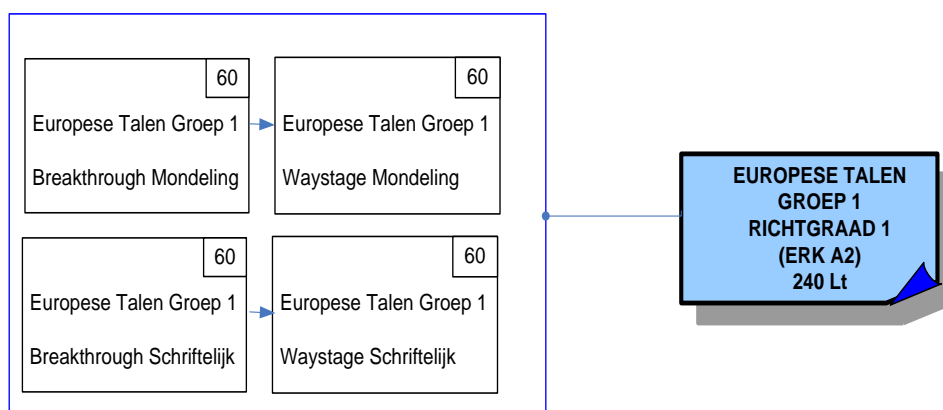 60
Europese Talen Groep 1
Breakthrough Mondeling
60
Europese Talen Groep 1
Waystage Mondeling
60
Europese Talen Groep 1
Breakthrough Schriftelijk
60
Europese Talen Groep 1
Waystage Schriftelijk
EUROPESE TALEN
GROEP 1
RICHTGRAAD 1
(ERK A2)
240 Lt